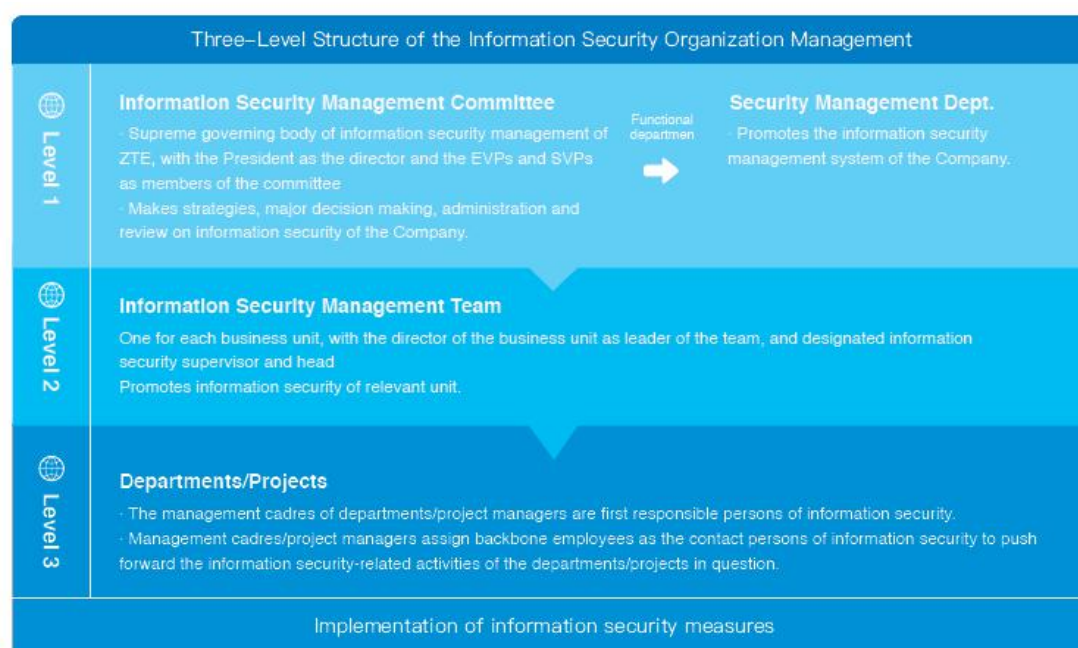 Three-Level Structure of the Information Security Organization Management
Level 1
Information Security Management Committee
· Supreme governing body of information security management of
ZTE, with the President as the director and the EVPs and SVPs
as members of the committee
· Makes strategies, major decision making, administration and
review on information security of the Company.
Functional
departmen
Security Management Dept.
· Promotes the information security
management system of the Company.
Level 2
Information Security Management Team
One for each business unit, with the director of the business unit as leader of the team, and designated information
security supervisor and head
Promotes information security of relevant unit.
Level 3
Departments/Projects
· The management cadres of departments/project managers are first responsible persons of information security.
· Management cadres/project managers assign backbone employees as the contact persons of information security to push
forward the information security-related activities of the departments/projects in question.
Implementation of information security measures